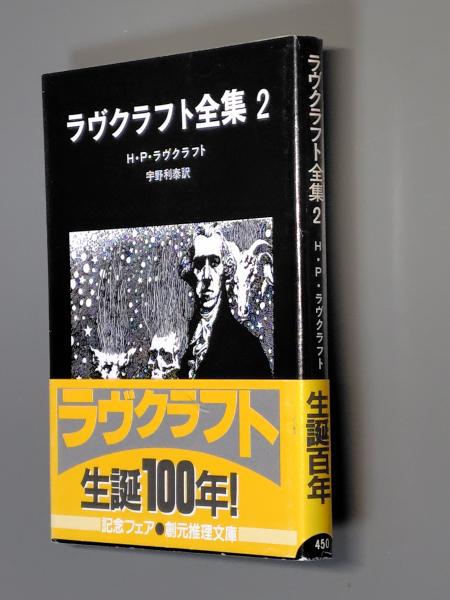 ラヴクラフト全集 2
H・P・ラヴクラフト
宇野利泰訳
ラヴクラフト
生誕100年!
記念フェア●創元推理文庫
ラヴクラフト全集 2
H・P・ラヴクラフト
生誕百年
450